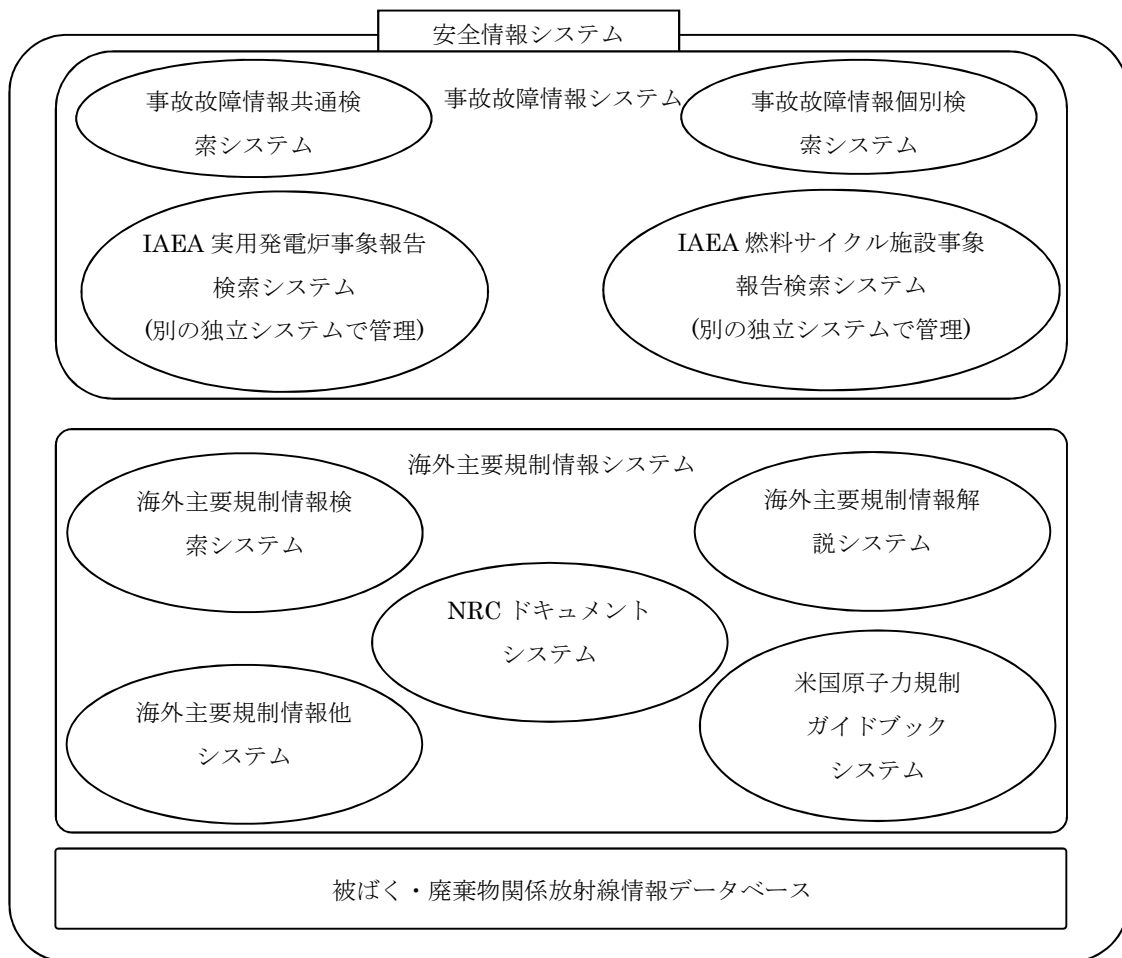 安全情報システム
事故故障情報システム
事故故障情報共通検
索システム
事故故障情報個別検
索システム
IAEA 実用発電炉事象報告
検索システム
(別の独立システムで管理)
IAEA 燃料サイクル施設事象
報告検索システム
(別の独立システムで管理)
海外主要規制情報システム
海外主要規制情報検
索システム
海外主要規制情報解
説システム
NRC ドキュメント
システム
海外主要規制情報他
システム
米国原子力規制
ガイドブック
システム
被ばく・廃棄物関係放射線情報データベース